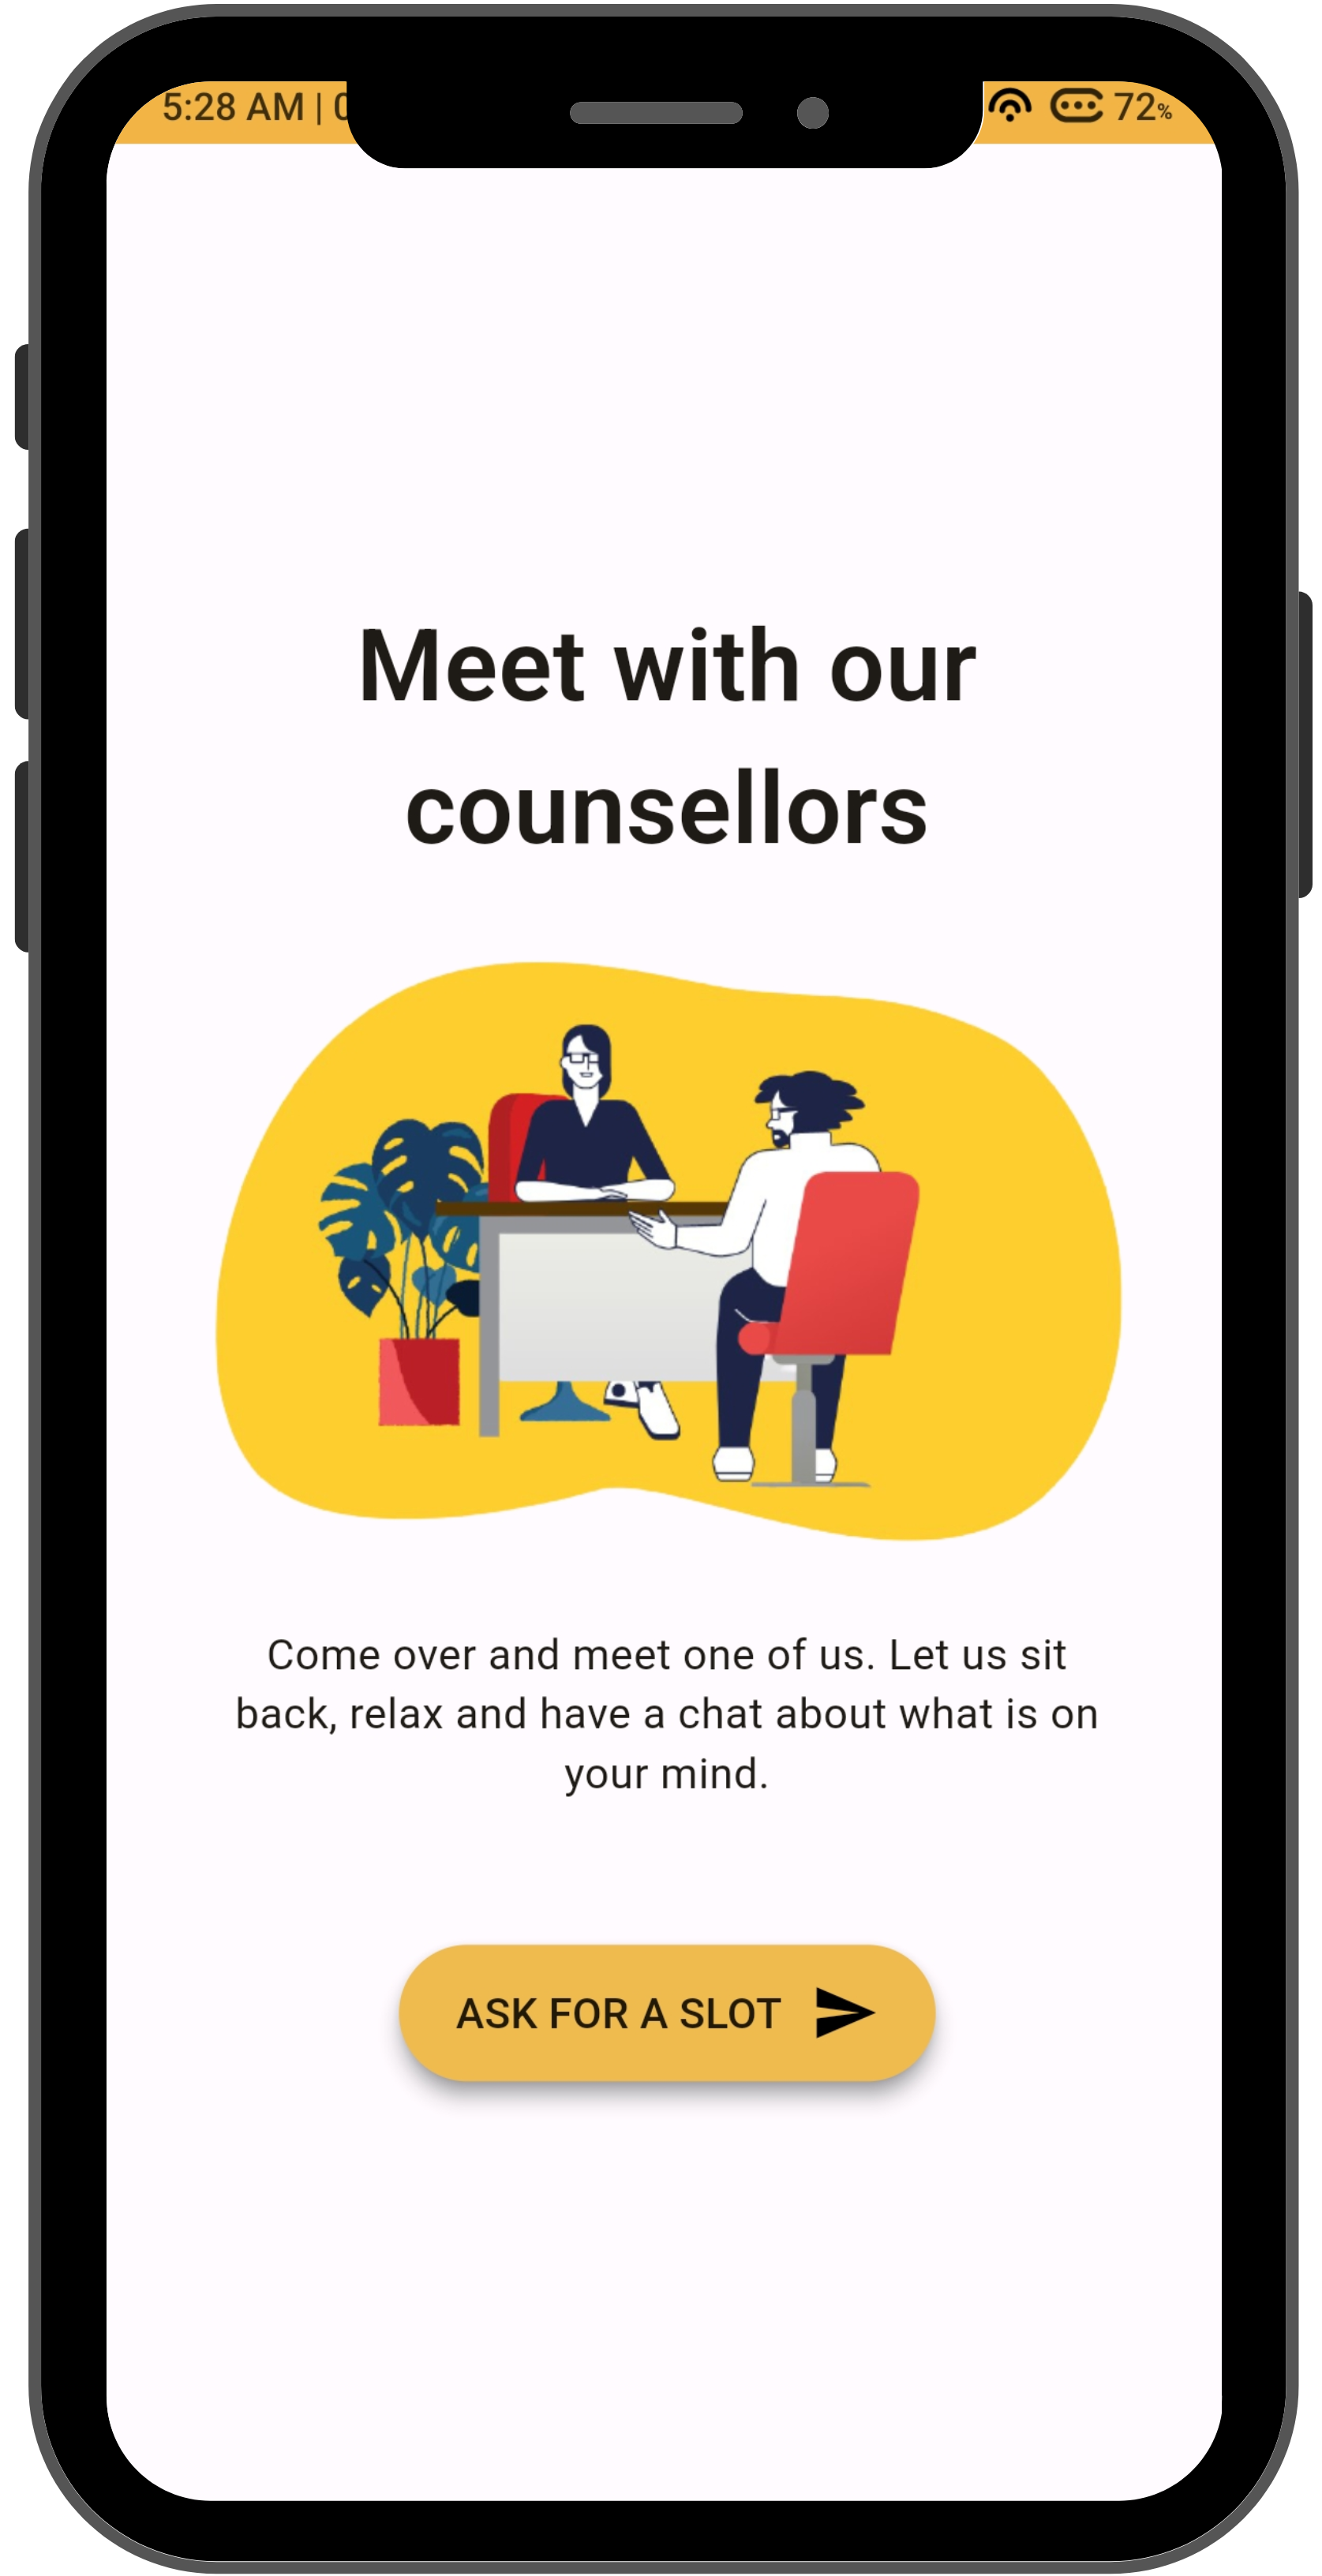 5:28 AM | 72%
Meet with our
counsellors
Come over and meet one of us. Let us sit
back, relax and have a chat about what is on
your mind.
ASK FOR A SLOT